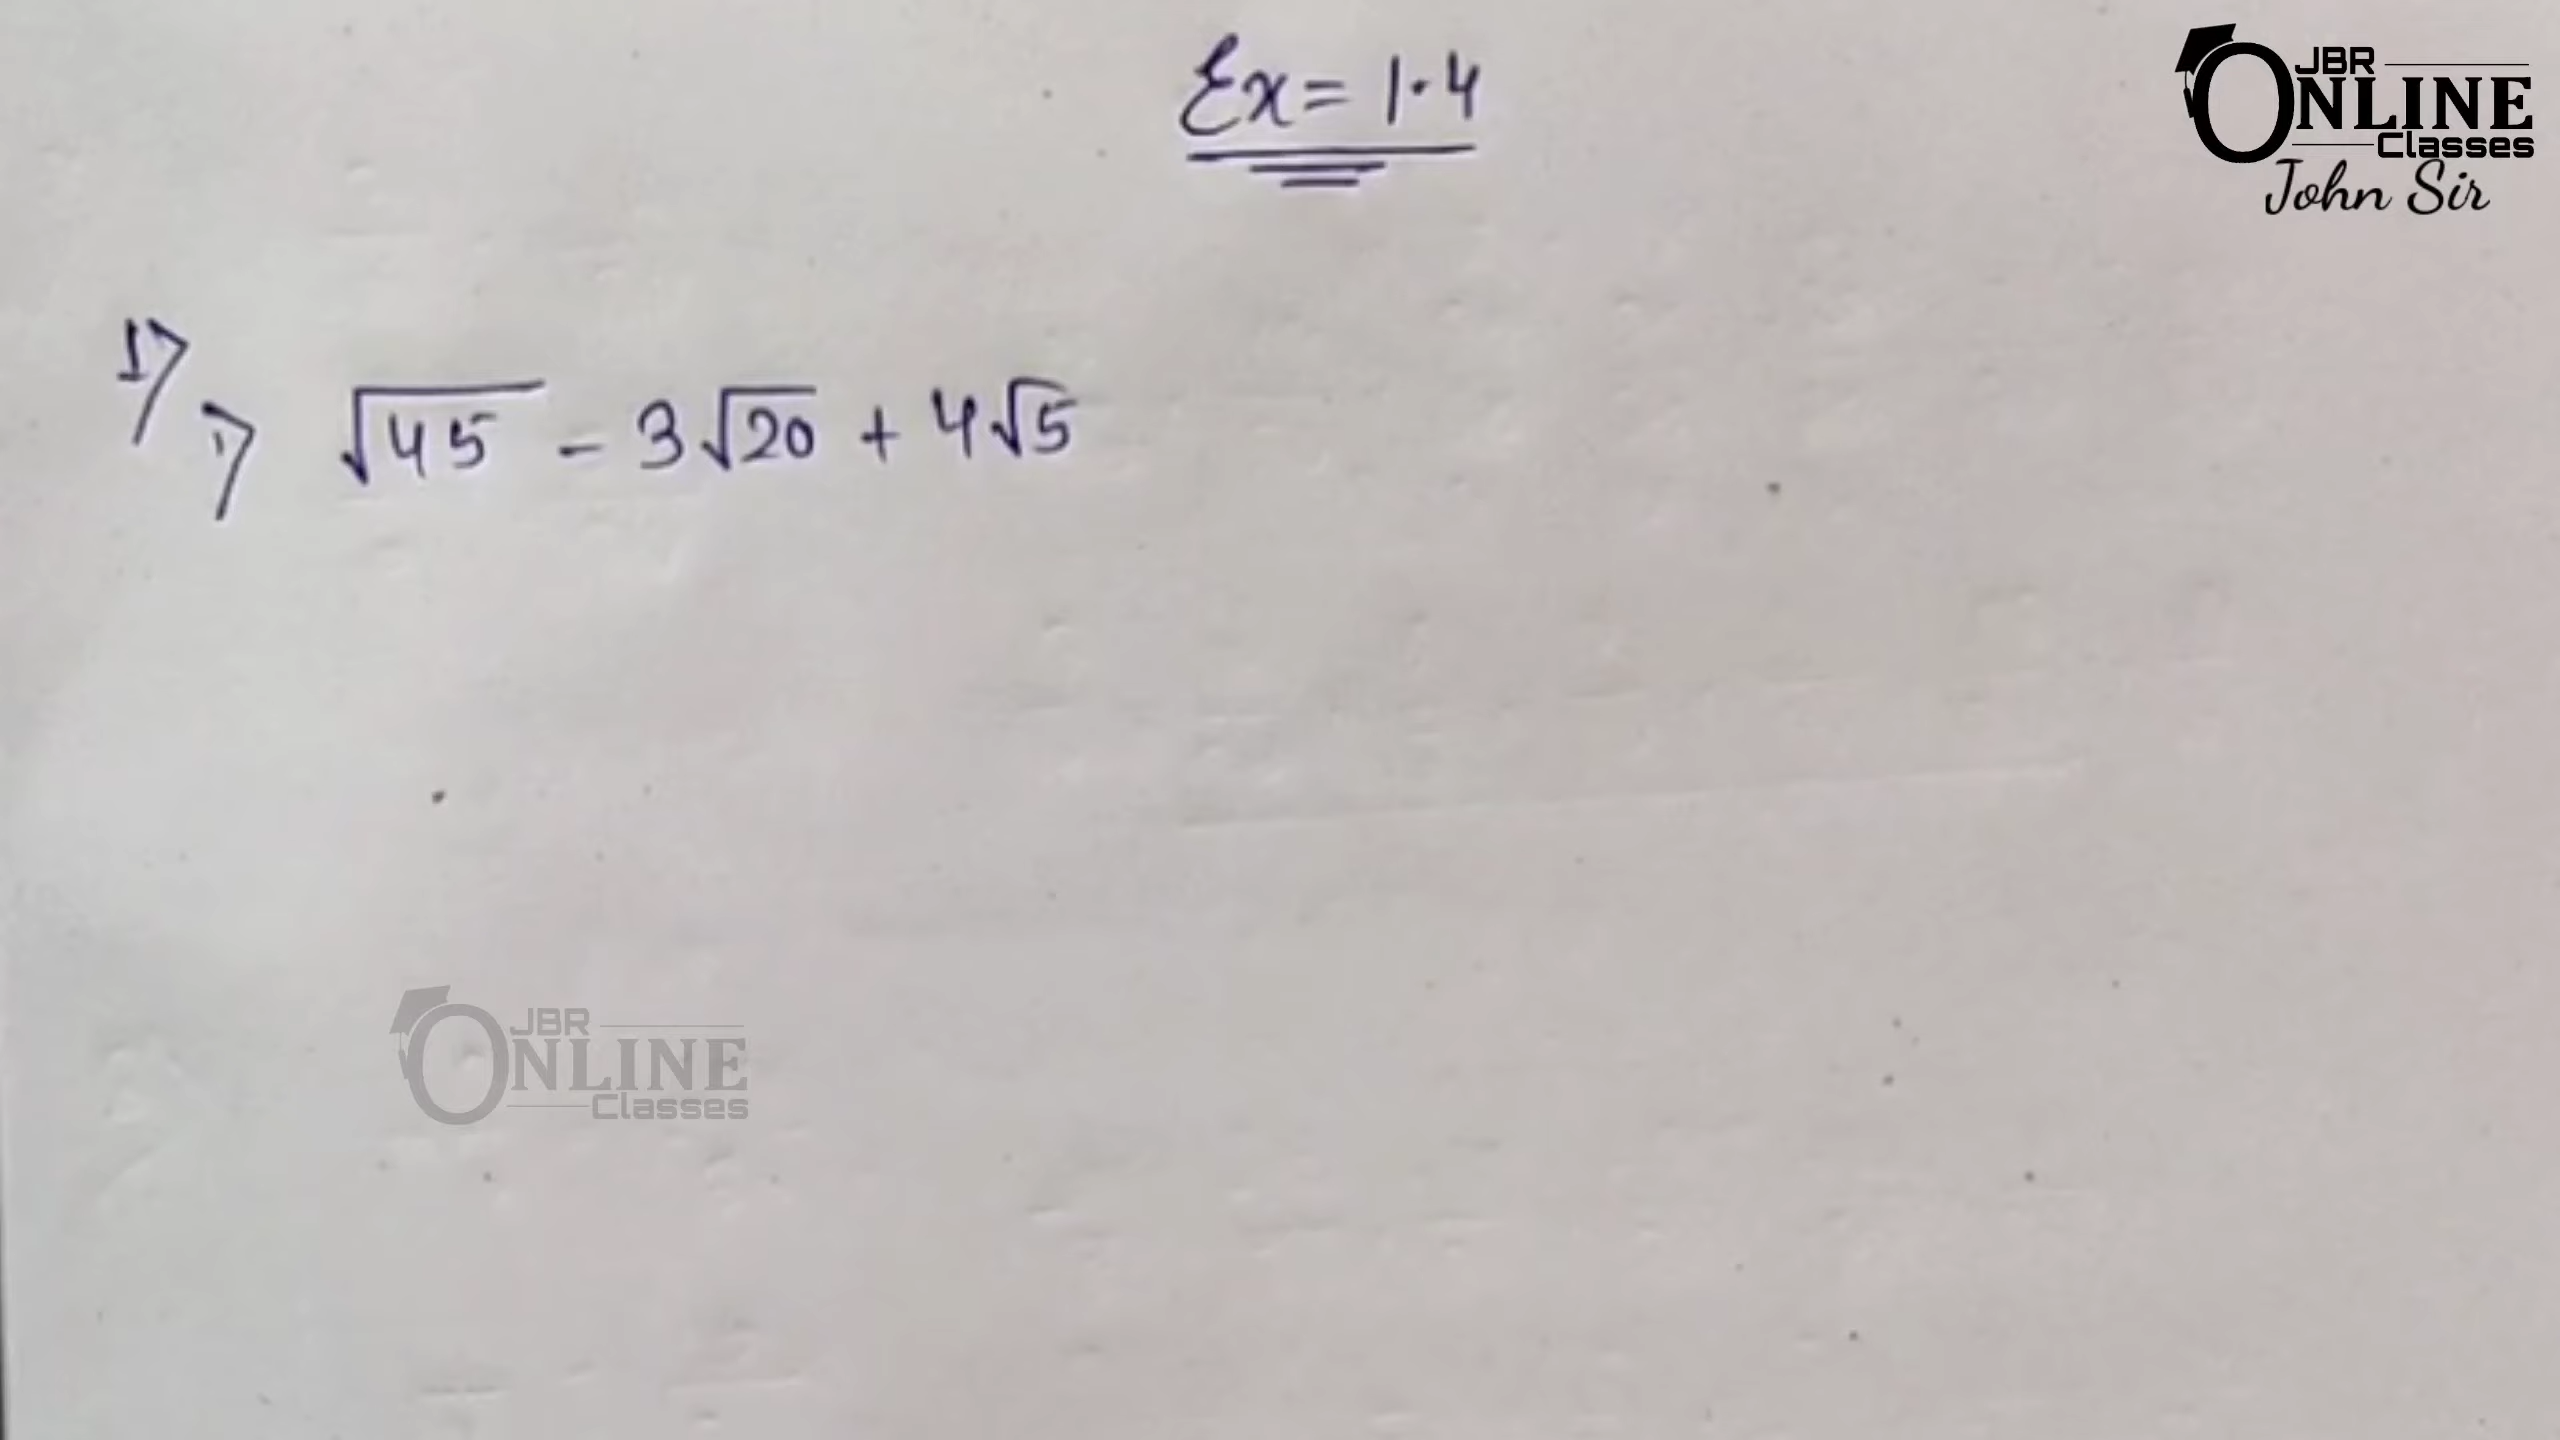 Ex = 1.4
JBR
ONLINE
Classes
John Sir
1)
i) √45 - 3√20 + 4√5
JBR
ONLINE
Classes